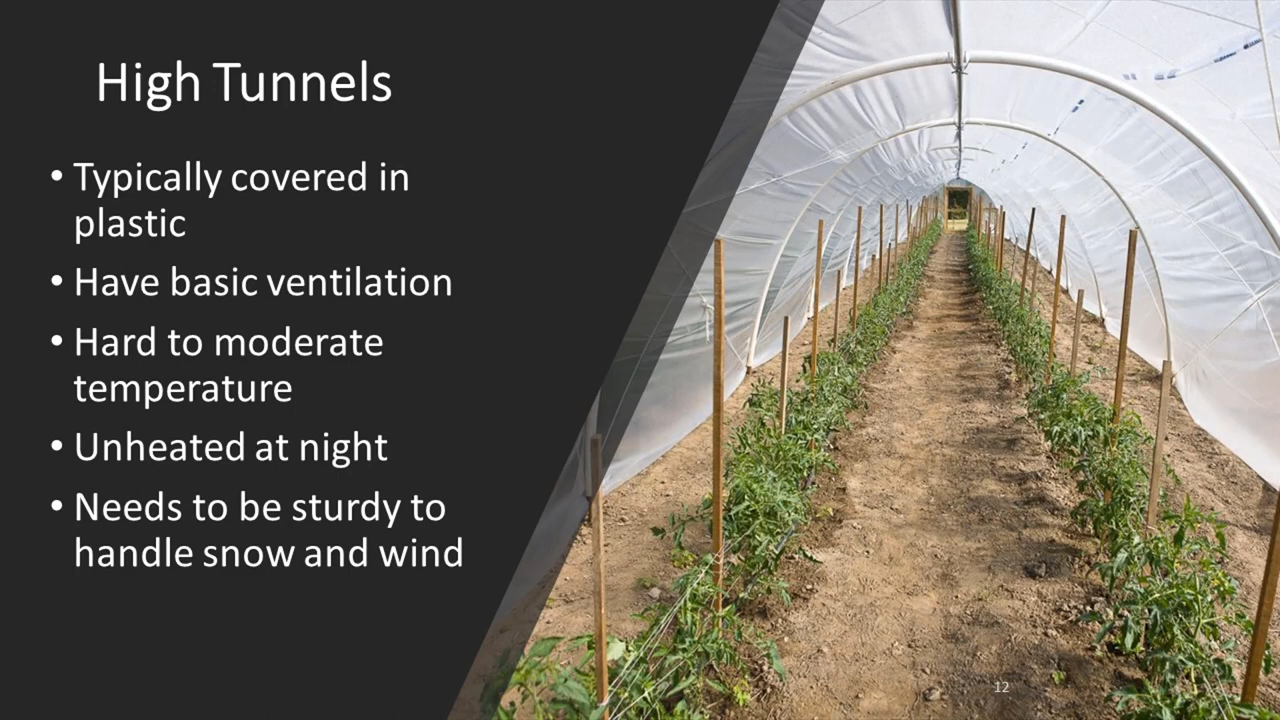 High Tunnels
• Typically covered in
plastic
• Have basic ventilation
• Hard to moderate
temperature
• Unheated at night
• Needs to be sturdy to
handle snow and wind
12